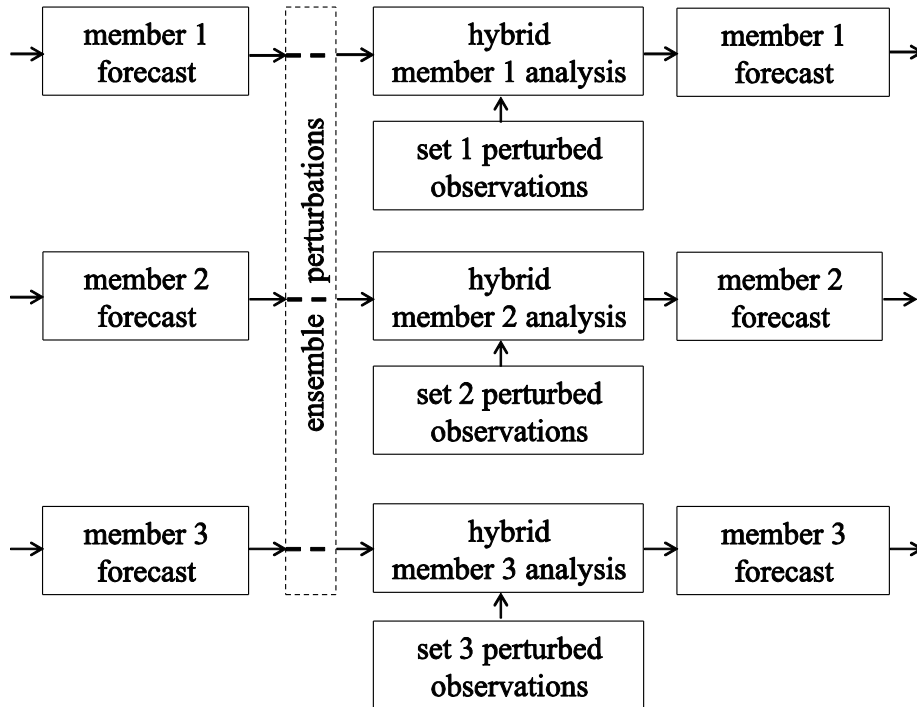 member 1
forecast
hybrid
member 1 analysis
member 1
forecast
set 1 perturbed
observations
ensemble perturbations
member 2
forecast
hybrid
member 2 analysis
member 2
forecast
set 2 perturbed
observations
member 3
forecast
hybrid
member 3 analysis
member 3
forecast
set 3 perturbed
observations